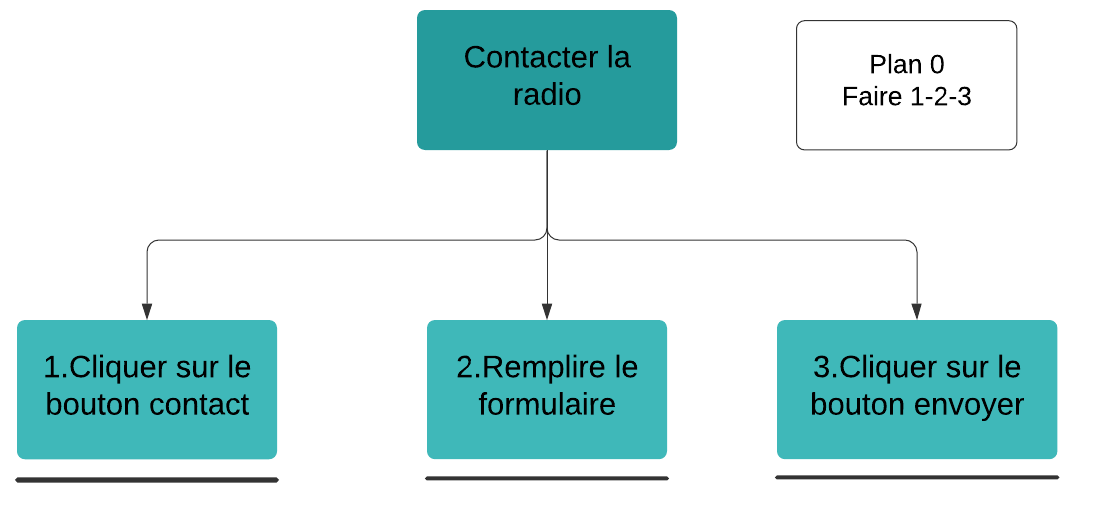 Contacter la
radio
Plan 0
Faire 1-2-3
1.Cliquer sur le
bouton contact
2.Remplire le
formulaire
3.Cliquer sur le
bouton envoyer